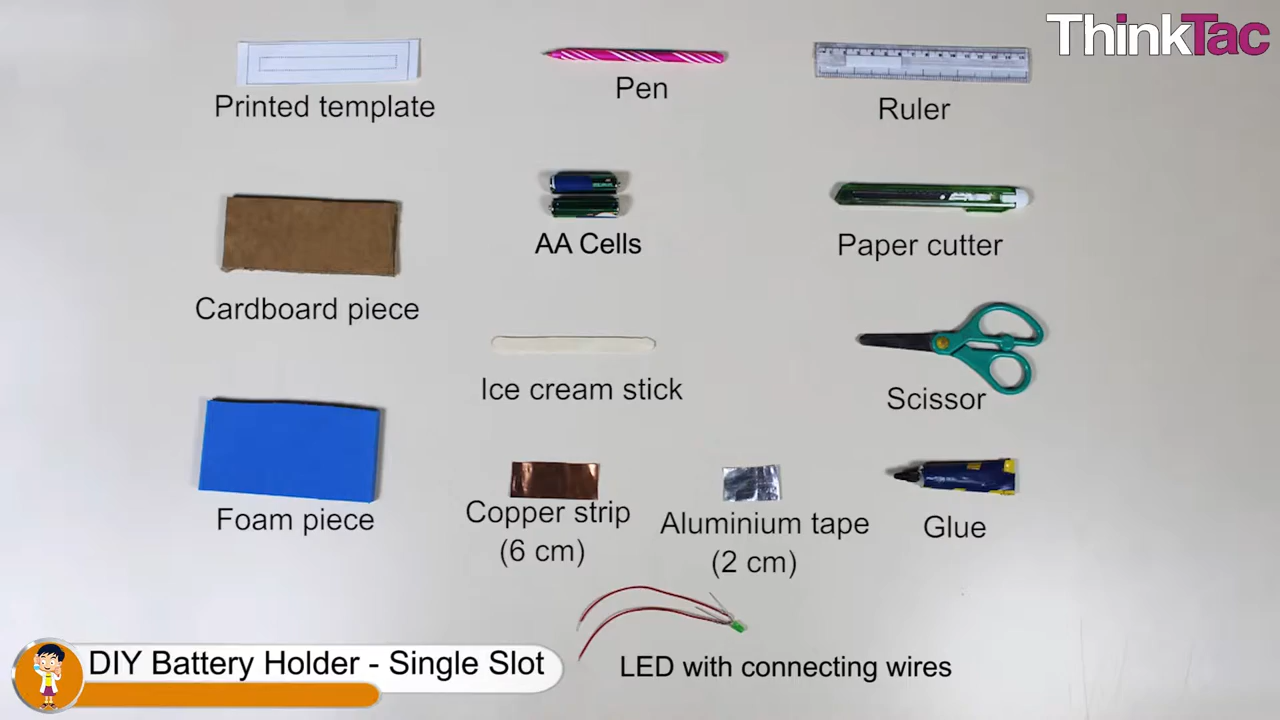 ThinkTac
Printed template
Pen
Ruler
AA Cells
Paper cutter
Cardboard piece
Ice cream stick
Scissor
Foam piece
Copper strip
(6 cm)
Aluminium tape
(2 cm)
Glue
DIY Battery Holder - Single Slot
LED with connecting wires